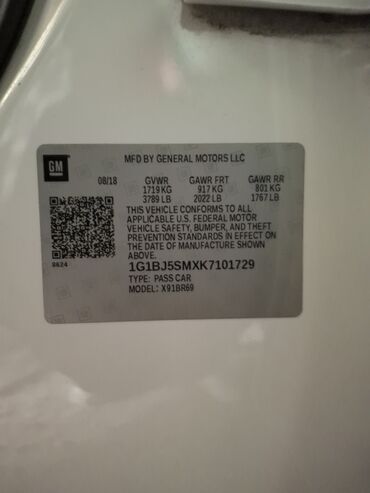 GM
MFD BY GENERAL MOTORS LLC
08/18 GVWR GAWR FRT GAWR RR
1719 KG 917 KG 801 KG
3789 LB 2022 LB 1767 LB
THIS VEHICLE CONFORMS TO ALL
APPLICABLE U.S. FEDERAL MOTOR
VEHICLE SAFETY, BUMPER, AND THEFT
PREVENTION STANDARDS IN EFFECT ON
THE DATE OF MANUFACTURE SHOWN
ABOVE.
8624
1G1BJ5SMXK7101729
TYPE: PASS CAR
MODEL: X91BR69